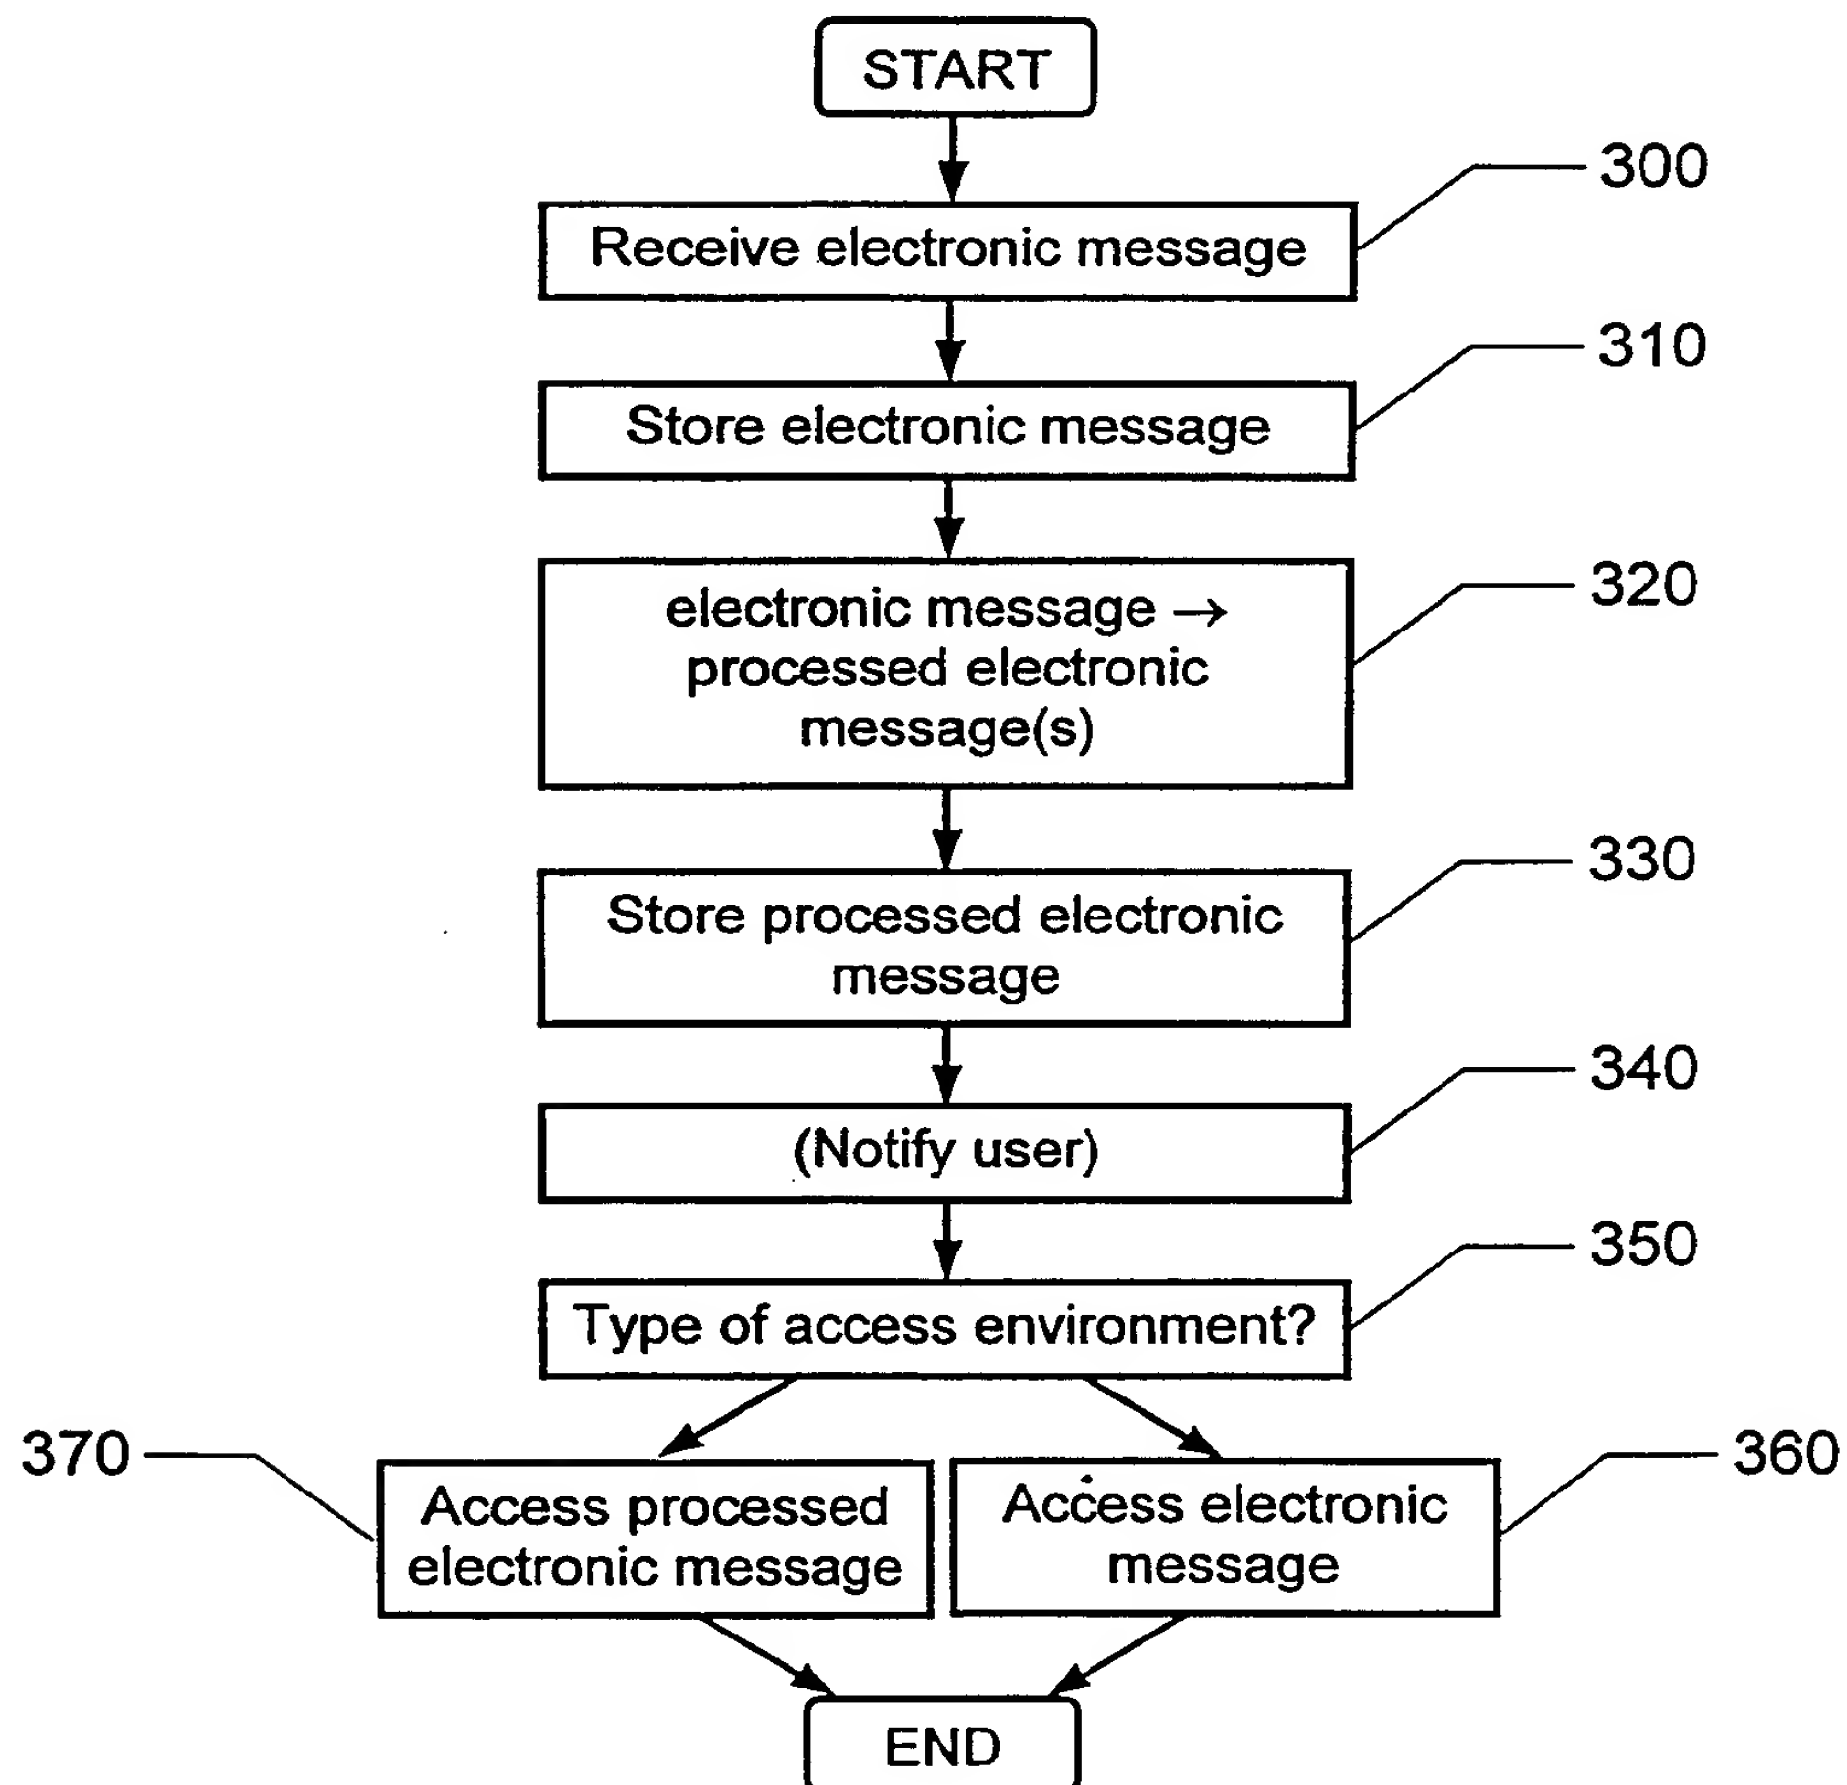 START
300
Receive electronic message
310
Store electronic message
320
electronic message →
processed electronic
message(s)
330
Store processed electronic
message
340
(Notify user)
350
Type of access environment?
370
Access processed
electronic message
360
Access electronic
message
END